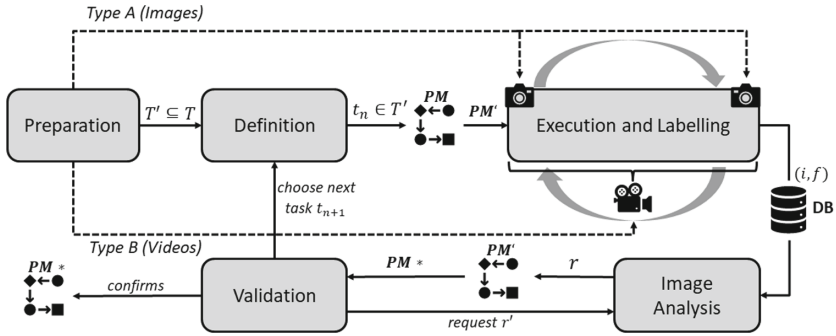 Type A (Images)
Preparation
T' ⊆ T
Definition
tₙ ∈ T'
PM
PM‘
Execution and Labelling
(i, f)
DB
choose next
task tₙ₊₁
Type B (Videos)
PM *
confirms
Validation
PM *
PM‘
r
request r'
Image
Analysis